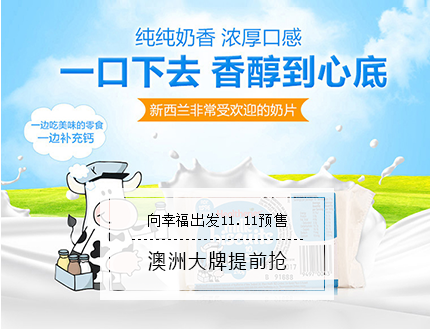 纯纯奶香 浓厚口感
一口下去 香醇到心底
新西兰非常受欢迎的奶片
一边吃美味的零食
一边补充钙
向幸福出发11.11预售
澳洲大牌提前抢